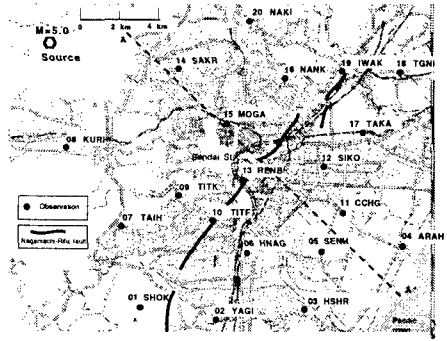 20 NAKI
M=5.0
0 2 km 4 km
A
Source
14 SAKR
19 IWAK
18 TGNI
16 NANK
15 MOGA
17 TAKA
08 KURI
Sendai St.
12 SIKO
13 RENB
09 TITK
Observation
11 CCHG
10 TITF
07 TAIH
Nagamachi-Rifu fault
06 HNAG
05 SENM
04 ARAH
A'
01 SHOK
03 HSHR
02 YAGI
Pacific